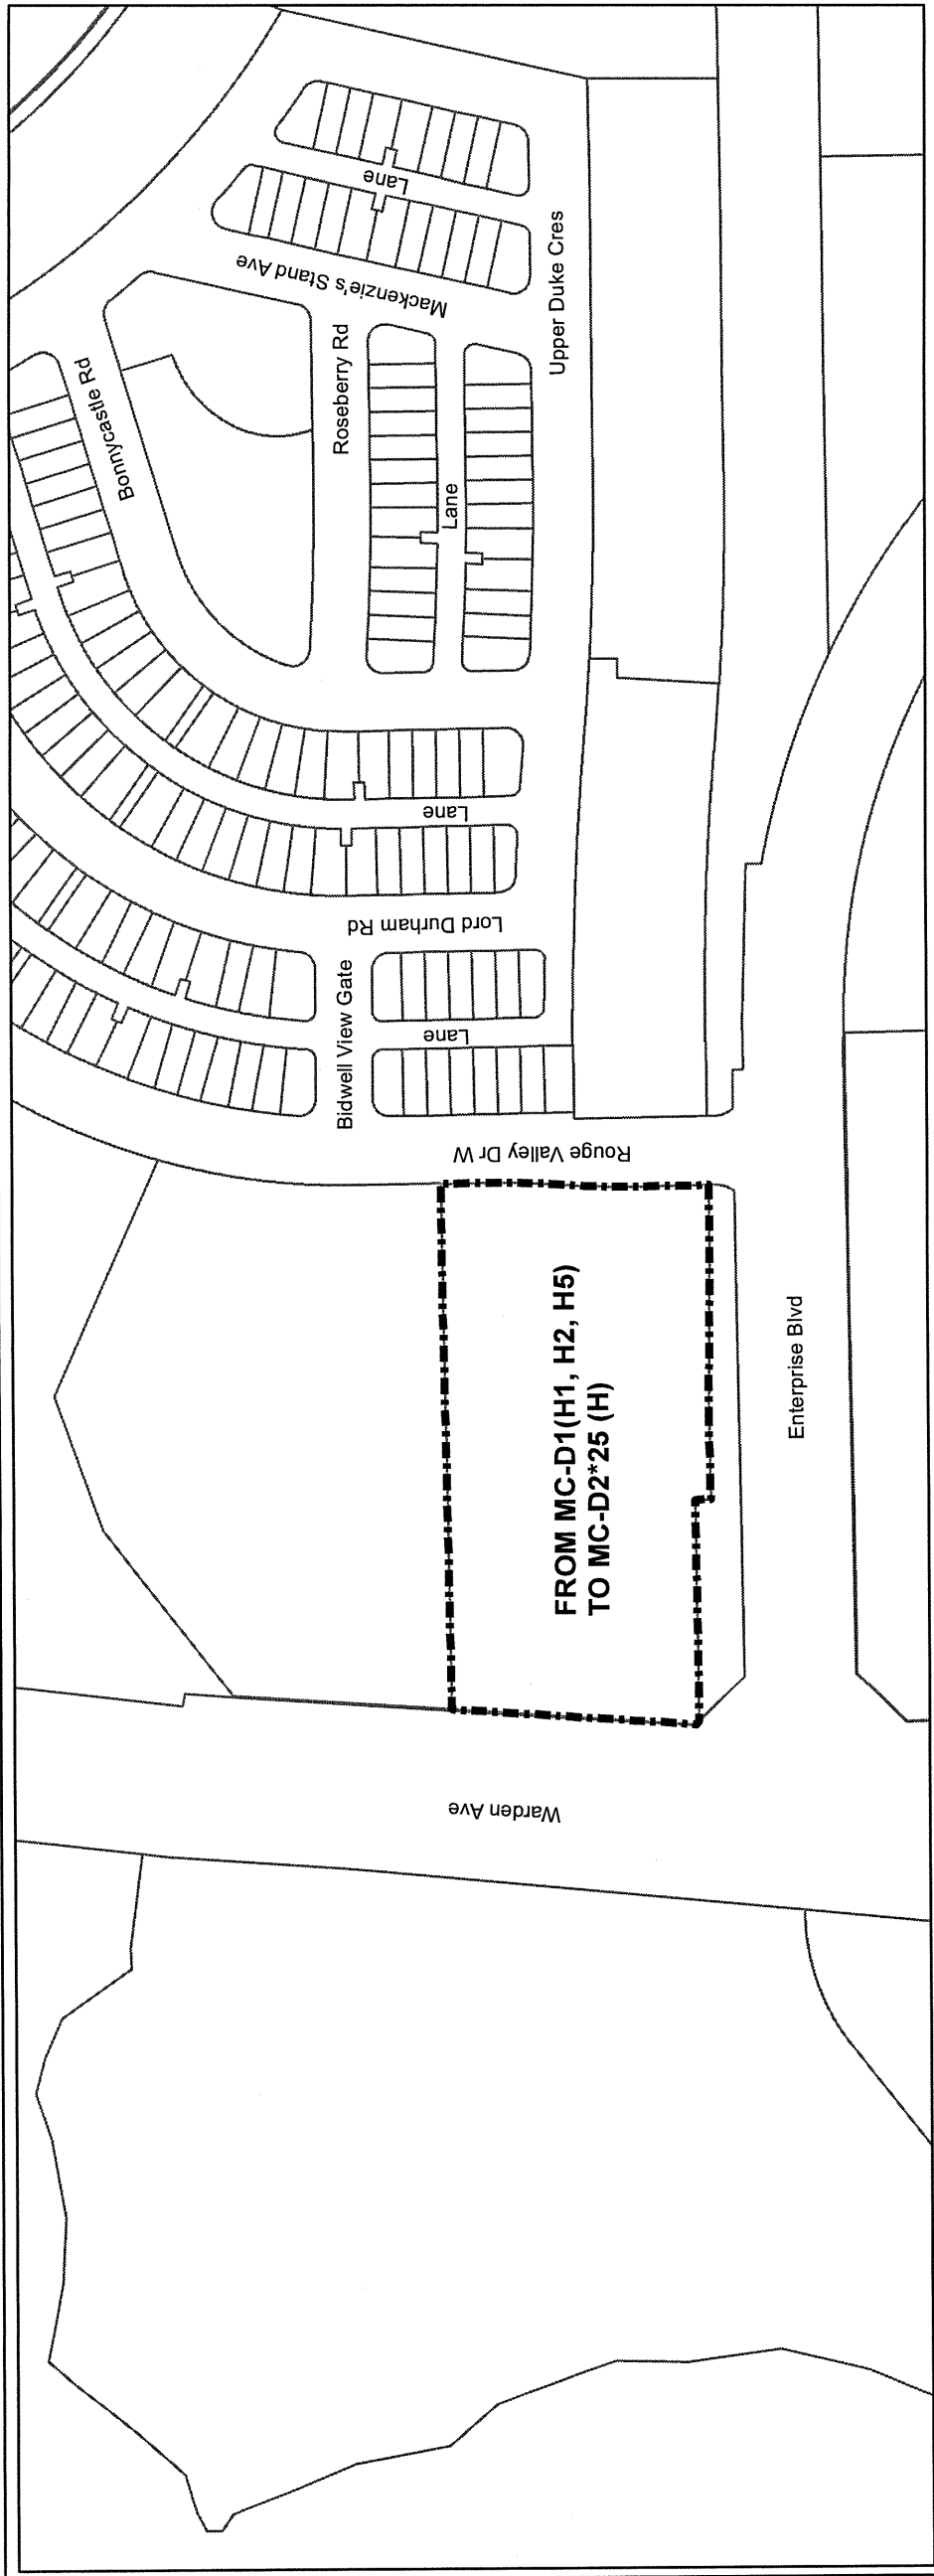 Lane
Mackenzie's Stand Ave
Upper Duke Cres
Bonnycastle Rd
Roseberry Rd
Lane
Lane
Lord Durham Rd
Bidwell View Gate
Lane
Rouge Valley Dr W
FROM MC-D1(H1, H2, H5)
TO MC-D2*25 (H)
Enterprise Blvd
Warden Ave